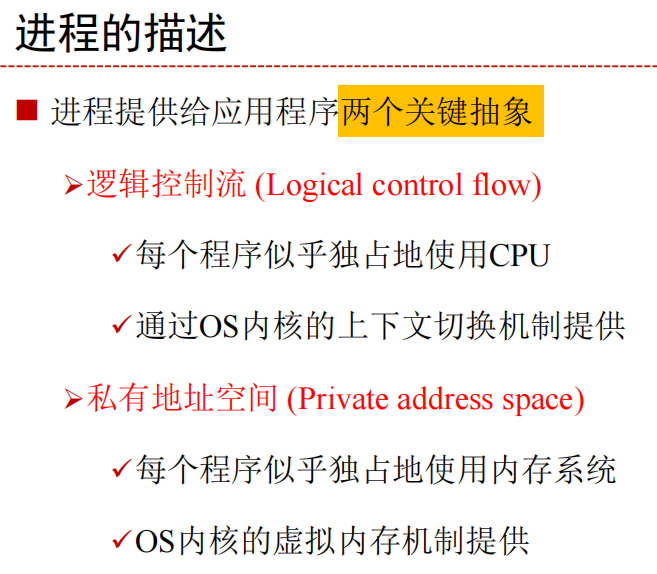 进程的描述
进程提供给应用程序两个关键抽象
逻辑控制流 (Logical control flow)
每个程序似乎独占地使用CPU
通过OS内核的上下文切换机制提供
私有地址空间 (Private address space)
每个程序似乎独占地使用内存系统
OS内核的虚拟内存机制提供